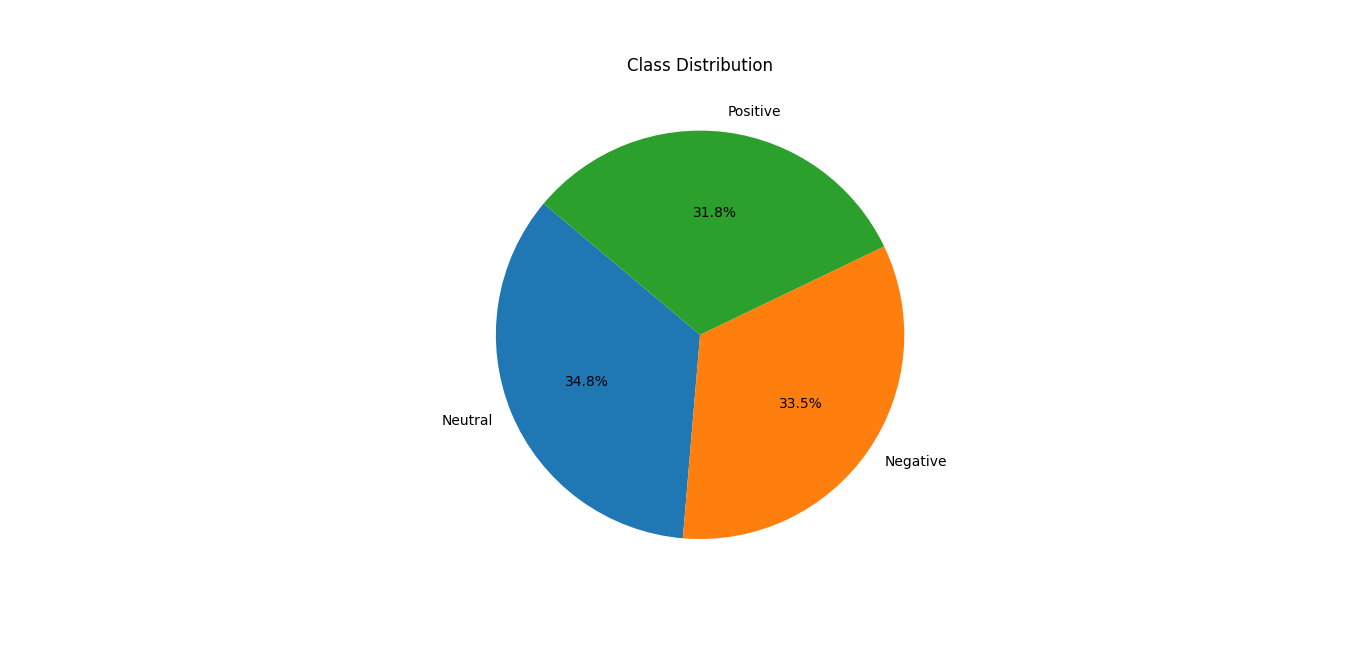 Class Distribution
Positive
31.8%
34.8%
33.5%
Neutral
Negative